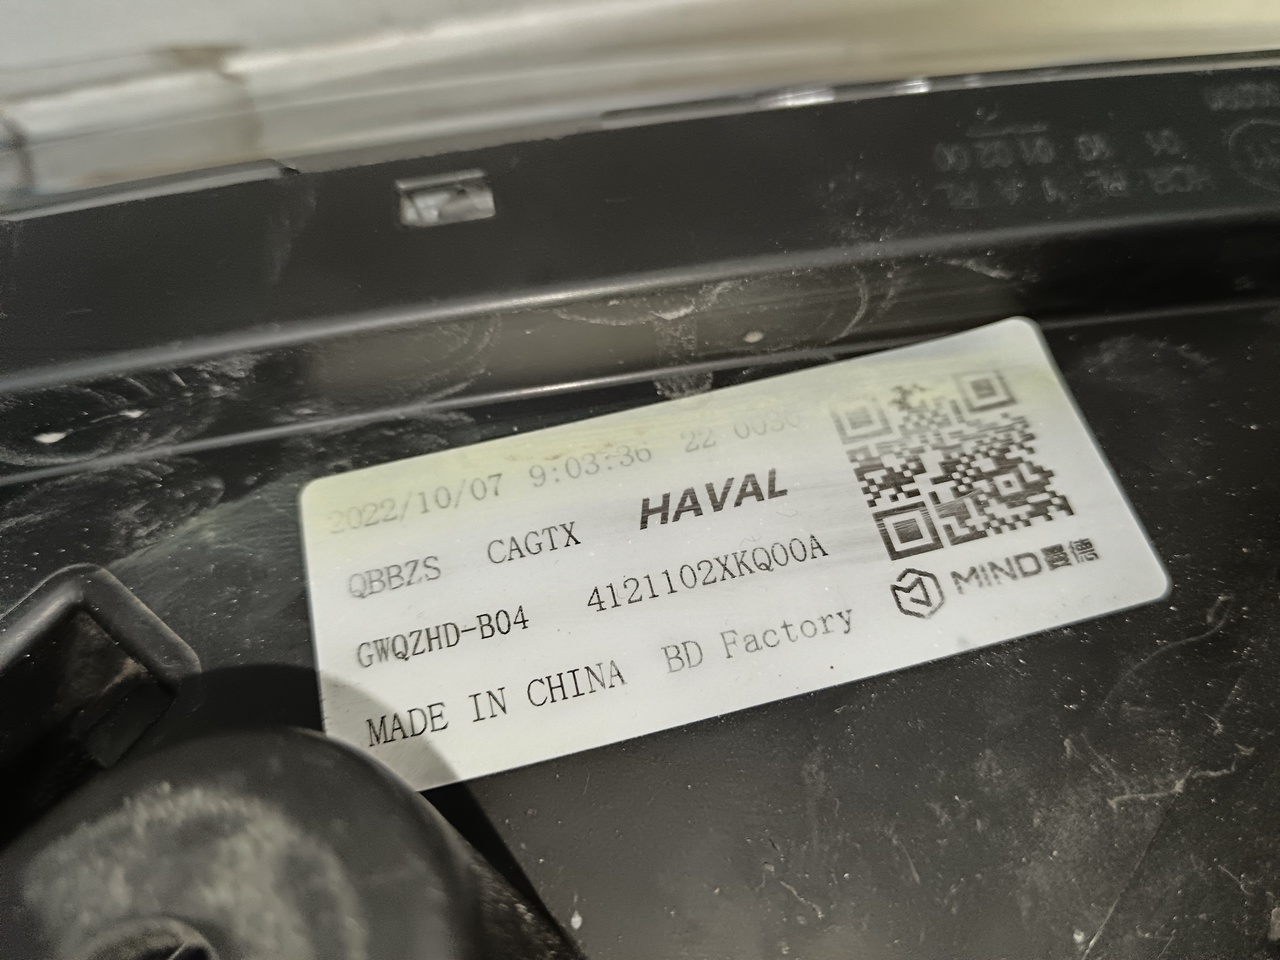 2022/10/07 9:03:36 22 0036
QBBZS CAGTX HAVAL
GWQZHD-B04 4121102XKQ00A
MADE IN CHINA BD Factory
MIND曼德